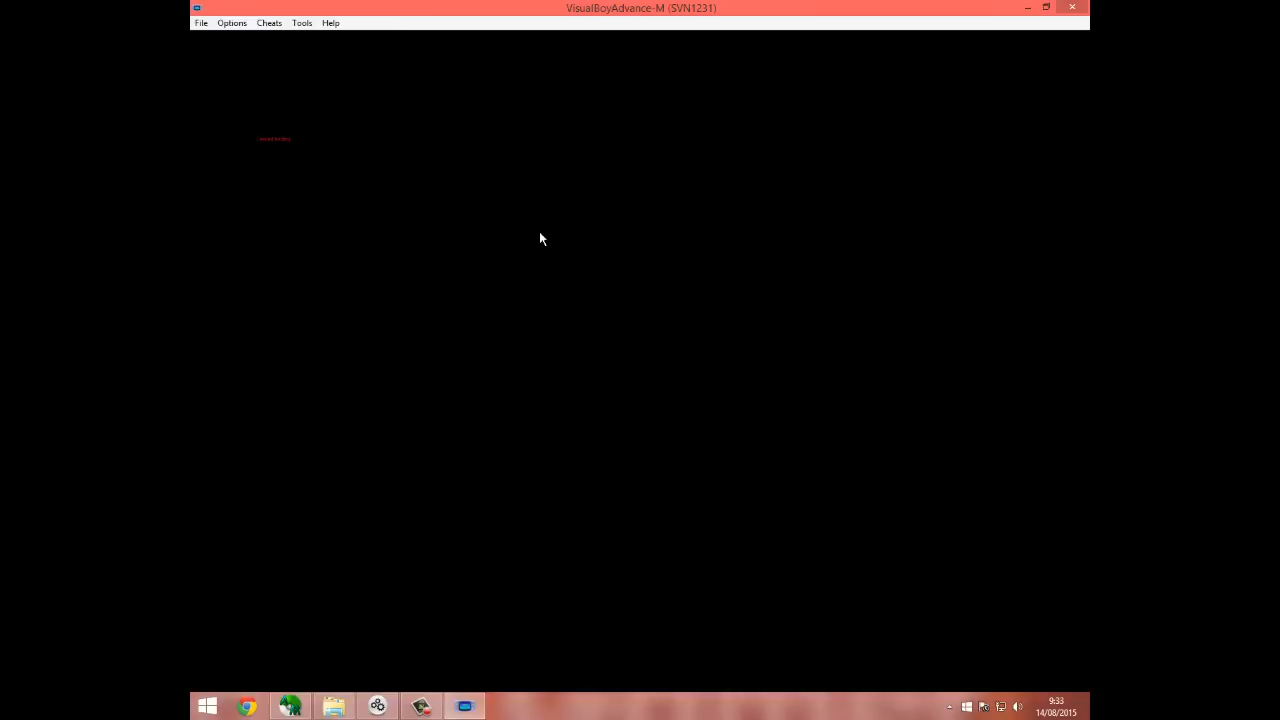 VisualBoyAdvance-M (SVN1231)
File Options Cheats Tools Help
9:33
14/08/2015